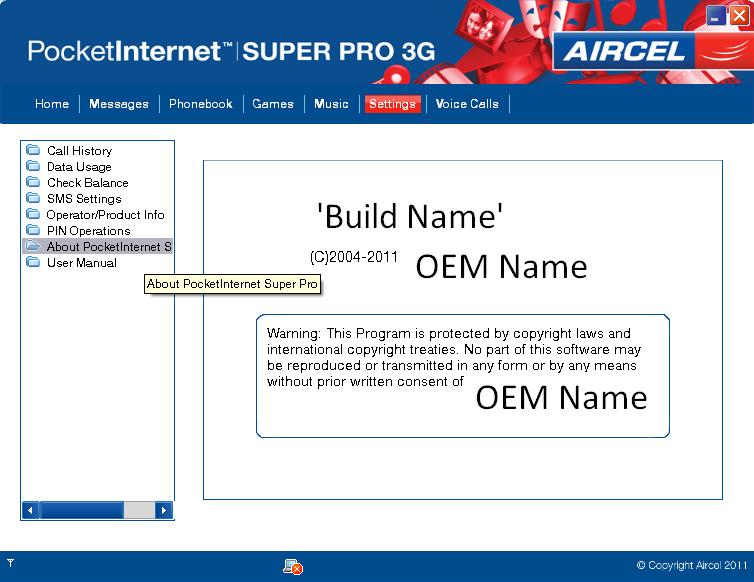 PocketInternet™ | SUPER PRO 3G
AIRCEL
Home Messages Phonebook Games Music Settings Voice Calls
Call History
Data Usage
Check Balance
SMS Settings
Operator/Product Info
PIN Operations
About PocketInternet S
User Manual
About PocketInternet Super Pro
'Build Name'
(C)2004-2011 OEM Name
Warning: This Program is protected by copyright laws and
international copyright treaties. No part of this software may
be reproduced or transmitted in any form or by any means
without prior written consent of
OEM Name
© Copyright Aircel 2011